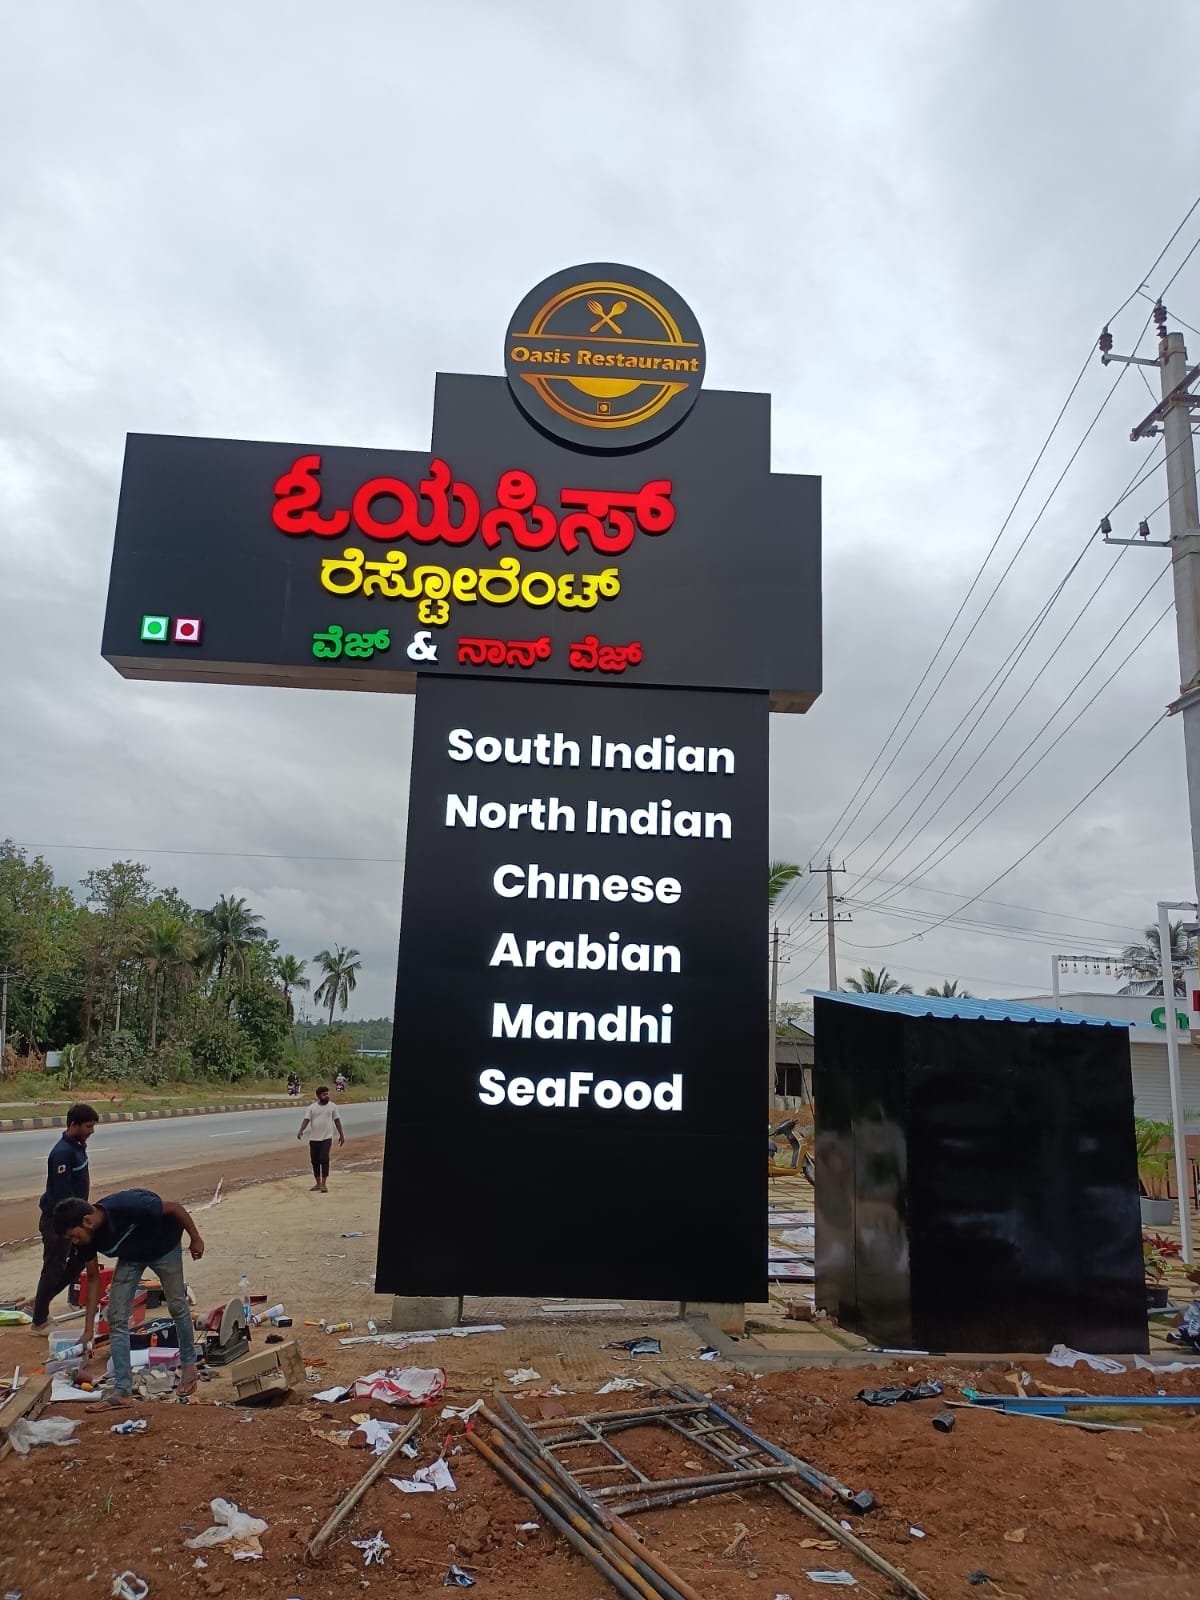 Oasis Restaurant
ಓಯಸಿಸ್
ರೆಸ್ಟೋರೆಂಟ್
ವೆಜ್ & ನಾನ್ ವೆಜ್
South Indian
North Indian
Chinese
Arabian
Mandhi
SeaFood